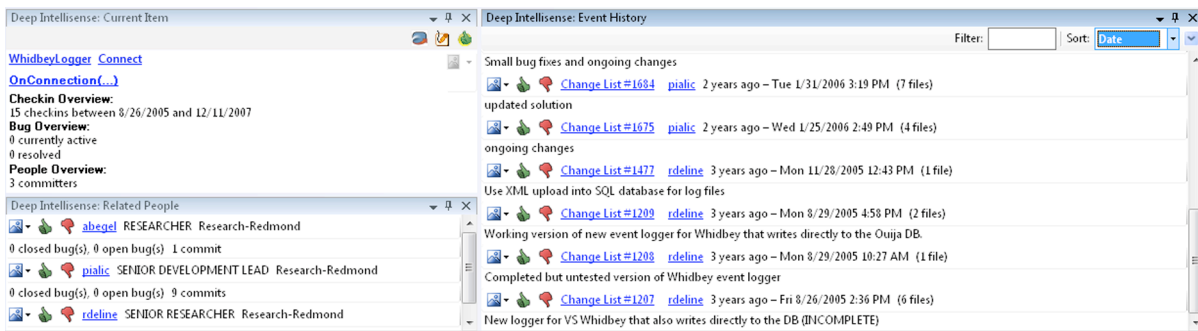 Deep Intellisense: Current Item
WhidbeyLogger Connect
OnConnection(...)
Checkin Overview:
15 checkins between 8/26/2005 and 12/11/2007
Bug Overview:
0 currently active
0 resolved
People Overview:
3 committers
Deep Intellisense: Related People
abegel RESEARCHER Research-Redmond
0 closed bug(s), 0 open bug(s) 1 commit
pialic SENIOR DEVELOPMENT LEAD Research-Redmond
0 closed bug(s), 0 open bug(s) 9 commits
rdeline SENIOR RESEARCHER Research-Redmond
Deep Intellisense: Event History
Filter: Sort: Date
Small bug fixes and ongoing changes
Change List #1684 pialic 2 years ago – Tue 1/31/2006 3:19 PM (7 files)
updated solution
Change List #1675 pialic 2 years ago – Wed 1/25/2006 2:49 PM (4 files)
ongoing changes
Change List #1477 rdeline 3 years ago – Mon 11/28/2005 12:43 PM (1 file)
Use XML upload into SQL database for log files
Change List #1209 rdeline 3 years ago – Mon 8/29/2005 4:58 PM (2 files)
Working version of new event logger for Whidbey that writes directly to the Ouija DB.
Change List #1208 rdeline 3 years ago – Mon 8/29/2005 10:27 AM (1 file)
Completed but untested version of Whidbey event logger
Change List #1207 rdeline 3 years ago – Fri 8/26/2005 2:36 PM (6 files)
New logger for VS Whidbey that also writes directly to the DB (INCOMPLETE)